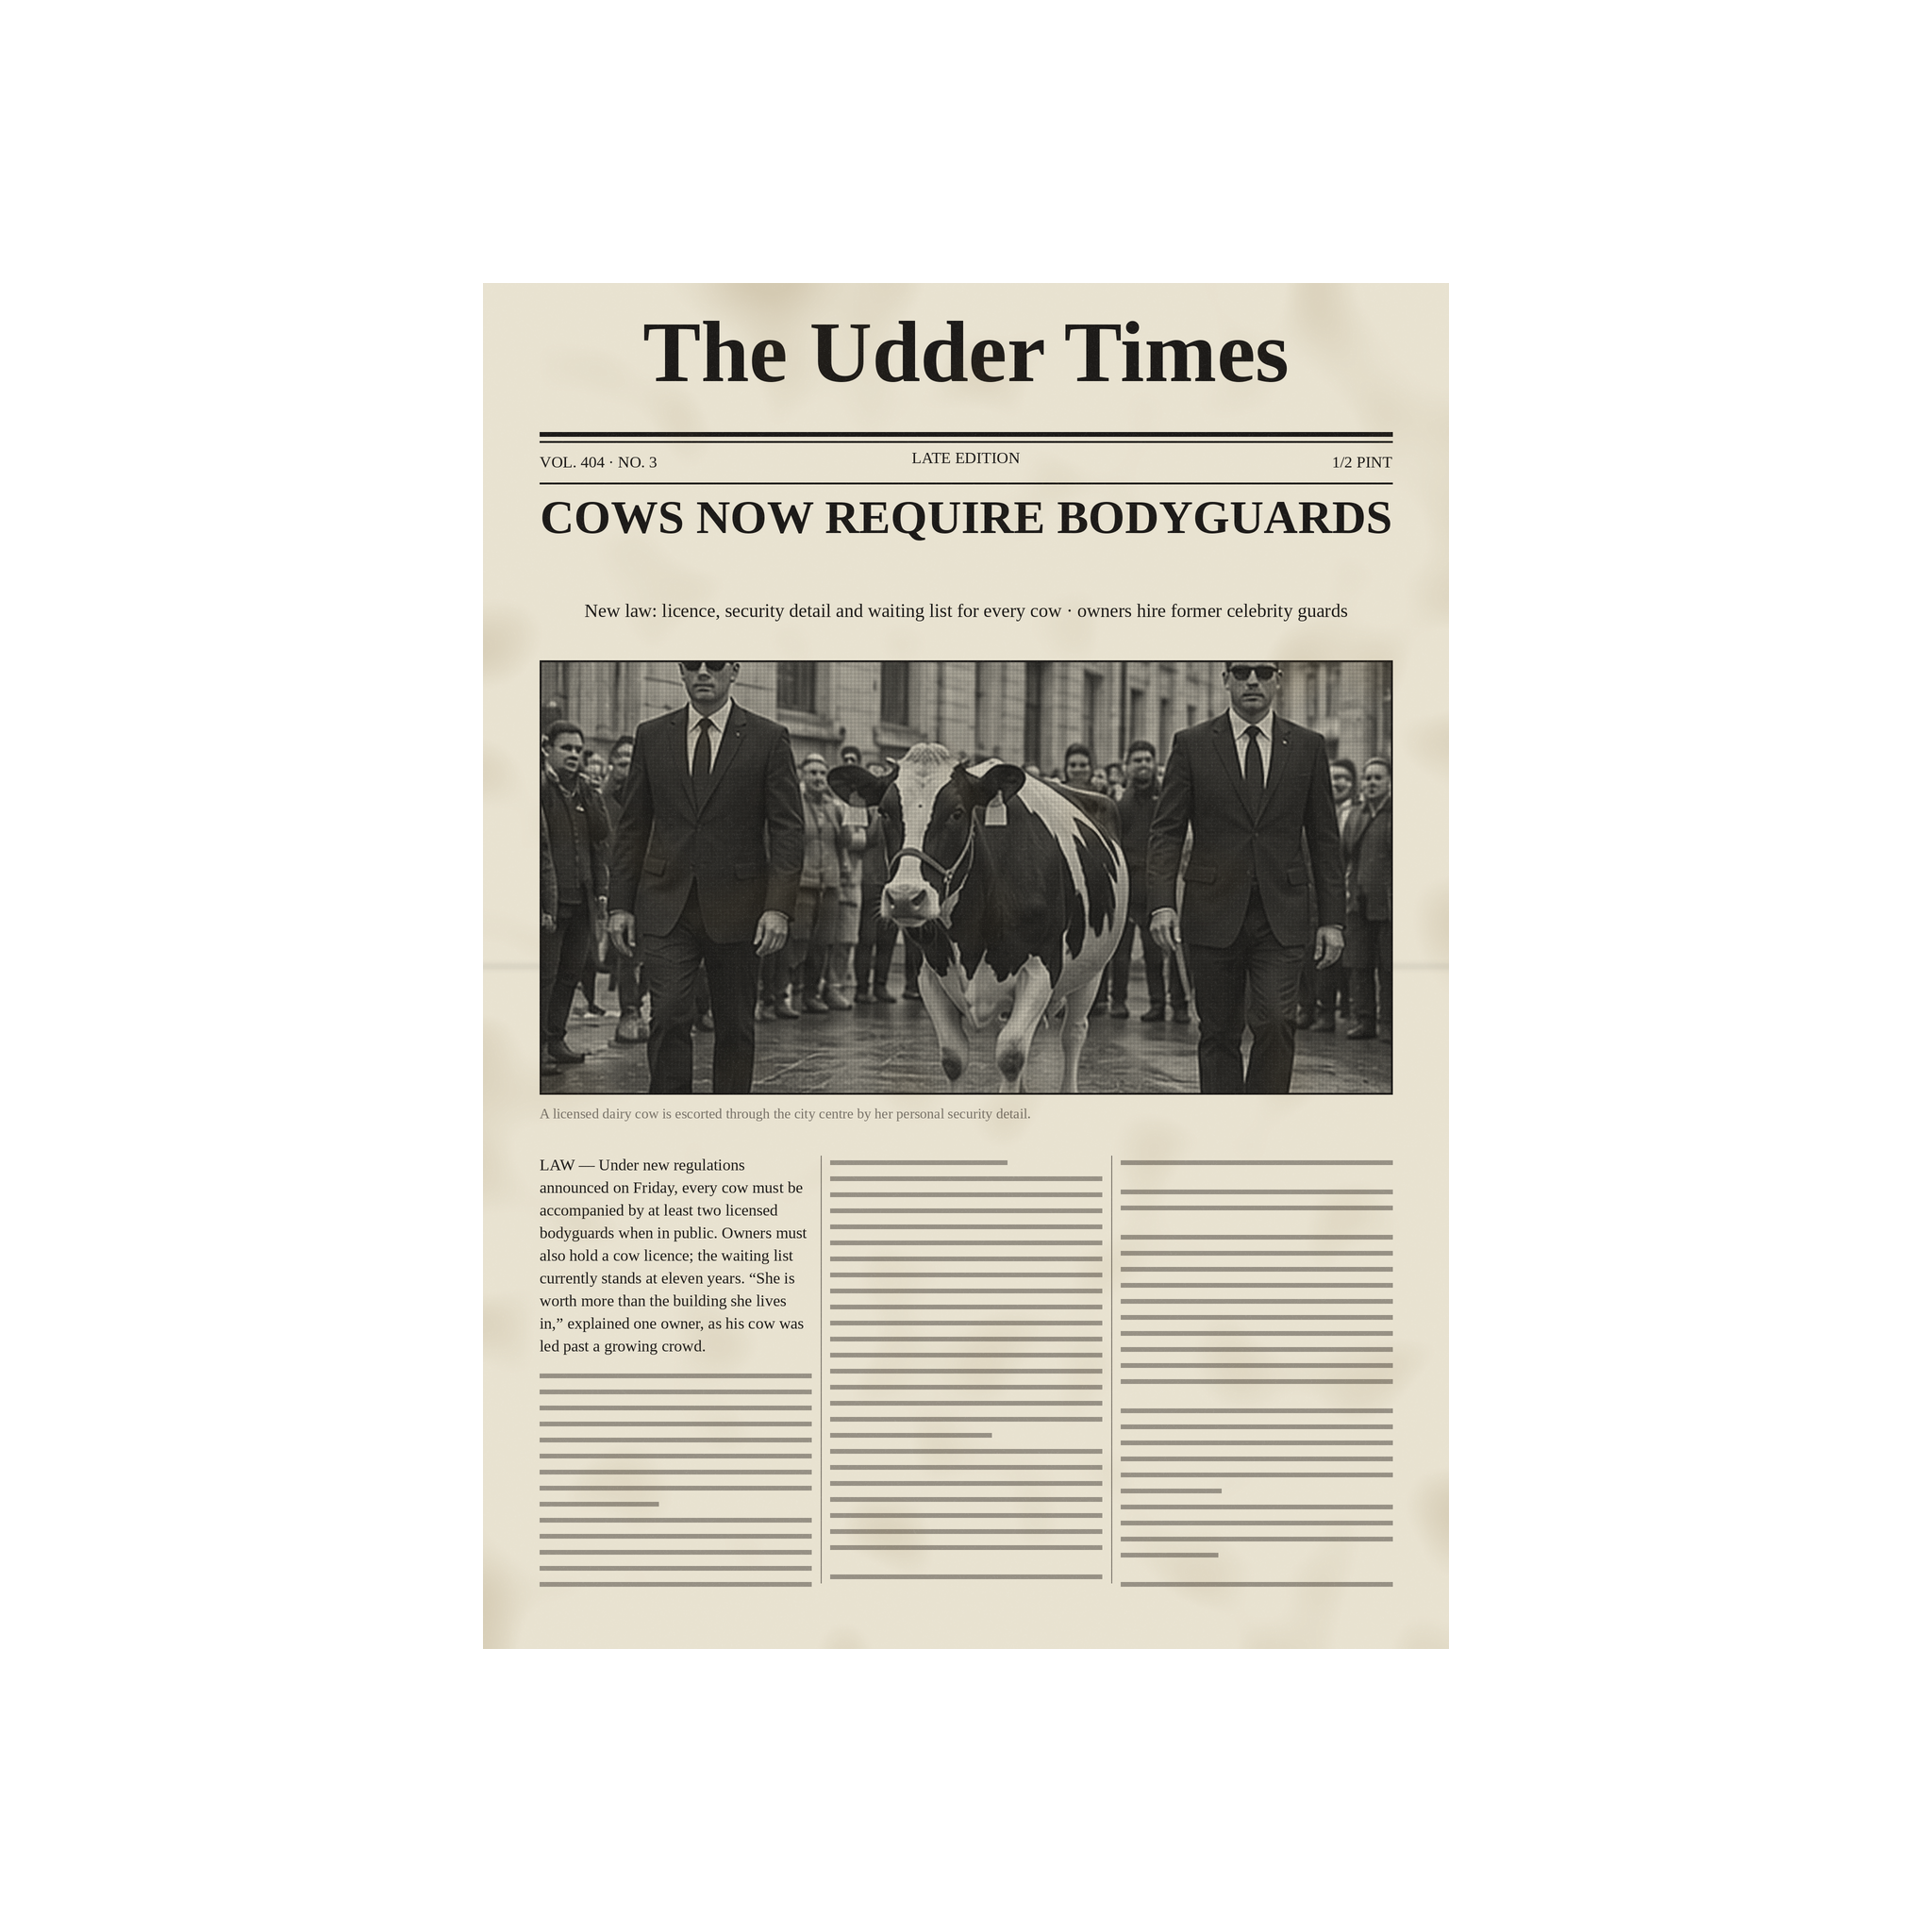 The Udder Times
VOL. 404 · NO. 3
LATE EDITION
1/2 PINT
COWS NOW REQUIRE BODYGUARDS
New law: licence, security detail and waiting list for every cow · owners hire former celebrity guards
A licensed dairy cow is escorted through the city centre by her personal security detail.
LAW — Under new regulations
announced on Friday, every cow must be
accompanied by at least two licensed
bodyguards when in public. Owners must
also hold a cow licence; the waiting list
currently stands at eleven years. “She is
worth more than the building she lives
in,” explained one owner, as his cow was
led past a growing crowd.